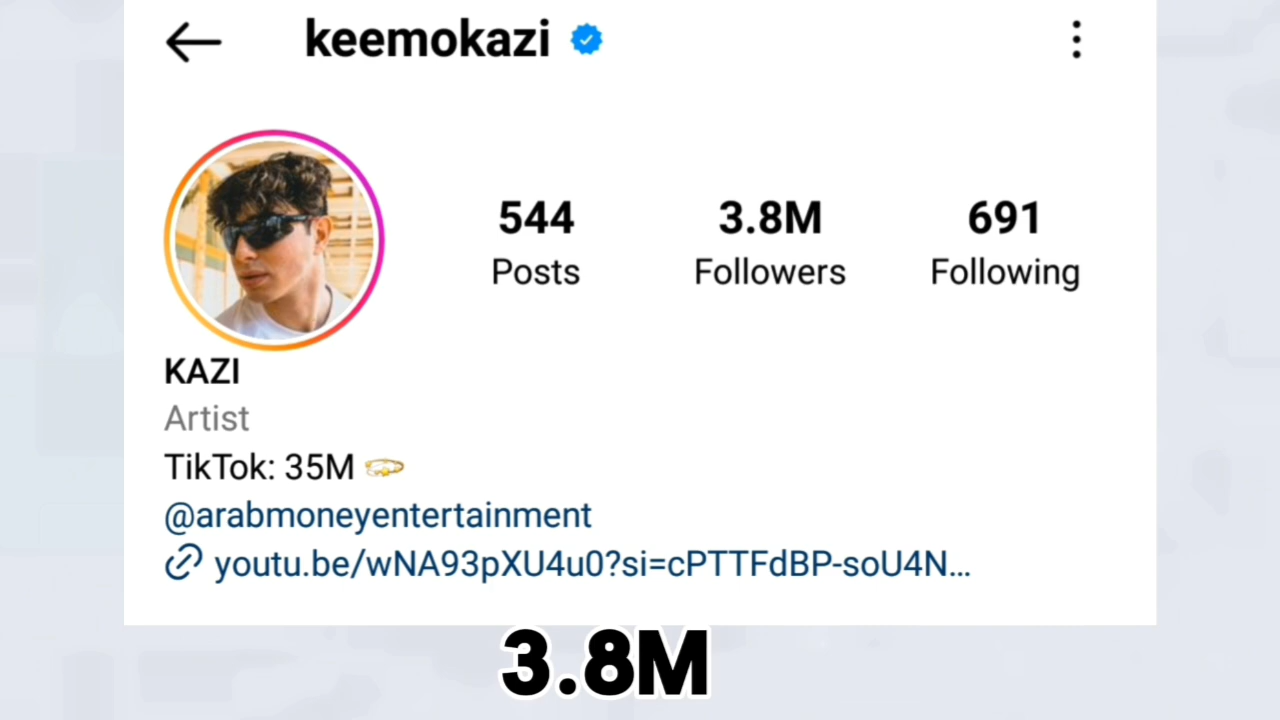 keemokazi
544 3.8M 691
Posts Followers Following
KAZI
Artist
TikTok: 35M 💫
@arabmoneyentertainment
youtu.be/wNA93pXU4u0?si=cPTTFdBP-soU4N...
3.8M